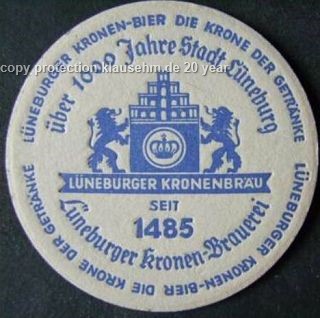 LÜNEBURGER KRONEN-BIER DIE KRONE DER GETRÄNKE
LÜNEBURGER KRONEN-BIER DIE KRONE DER GETRÄNKE
copy protection klausehm.de 20 year
über 1000 Jahre Stadt Lüneburg
LÜNEBURGER KRONENBRÄU
SEIT
1485
Lüneburger Kronen-Brauerei